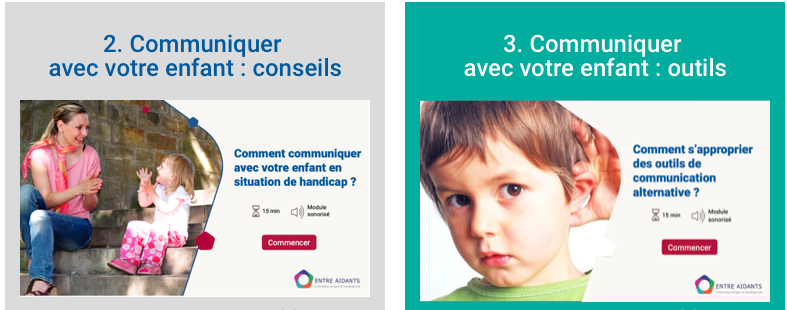 2. Communiquer
avec votre enfant : conseils
Comment communiquer
avec votre enfant en
situation de handicap ?
15 min
Module
sonorisé
Commencer
ENTRE AIDANTS
3. Communiquer
avec votre enfant : outils
Comment s'approprier
des outils de
communication
alternative ?
15 min
Module
sonorisé
Commencer
ENTRE AIDANTS